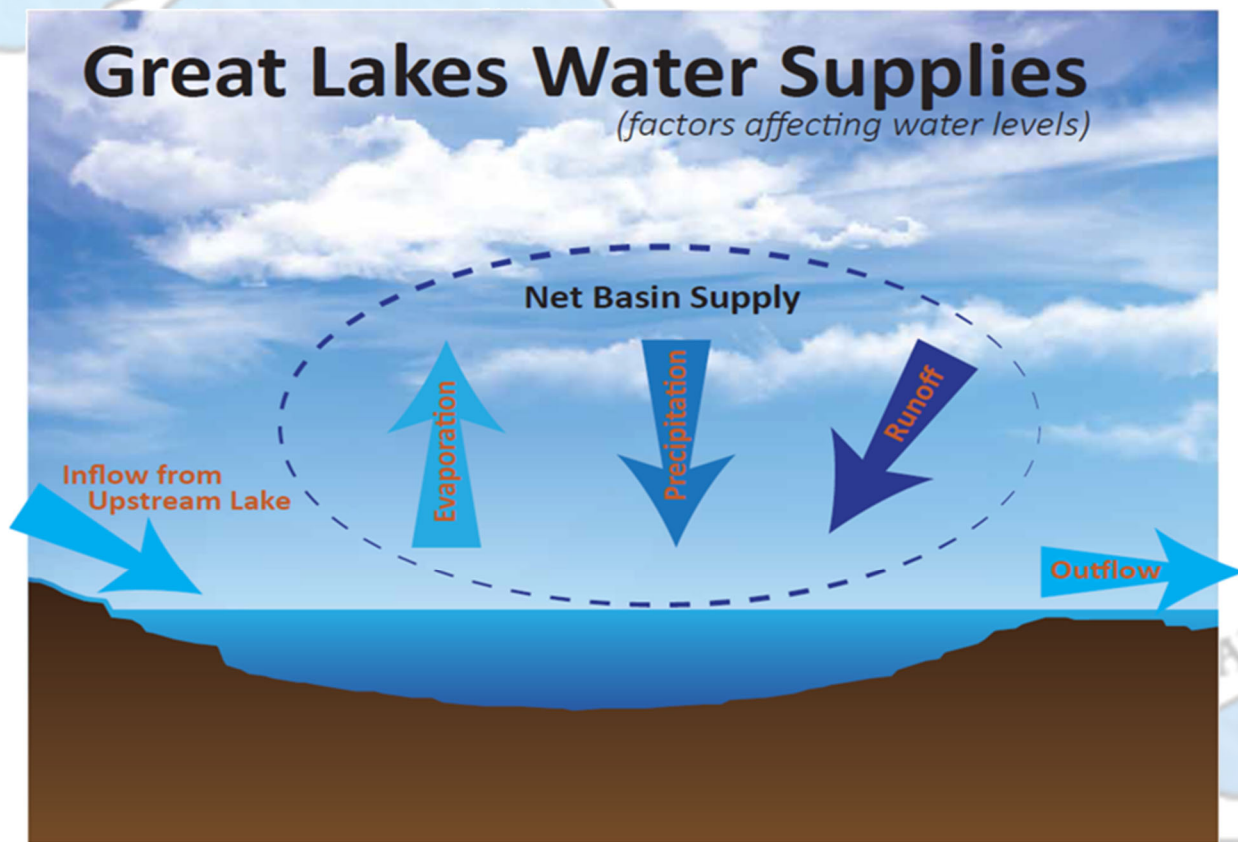 Great Lakes Water Supplies
(factors affecting water levels)
Net Basin Supply
Evaporation
Precipitation
Runoff
Inflow from
Upstream Lake
Outflow